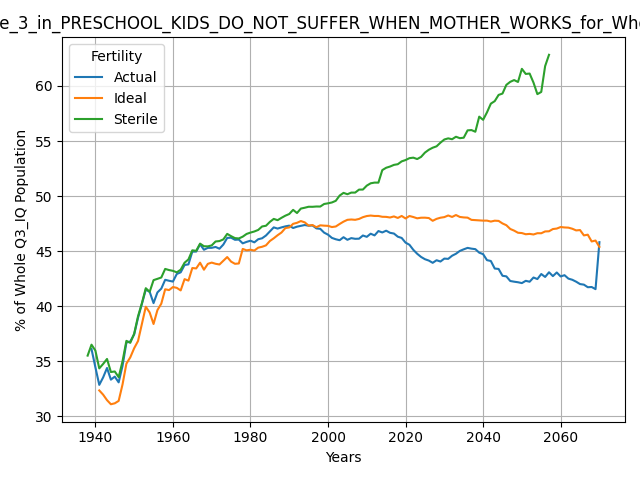 e_3_in_PRESCHOOL_KIDS_DO_NOT_SUFFER_WHEN_MOTHER_WORKS_for_Who
Fertility
Actual
Ideal
Sterile
% of Whole Q3_IQ Population
60
55
50
45
40
35
30
1940
1960
1980
2000
2020
2040
2060
Years